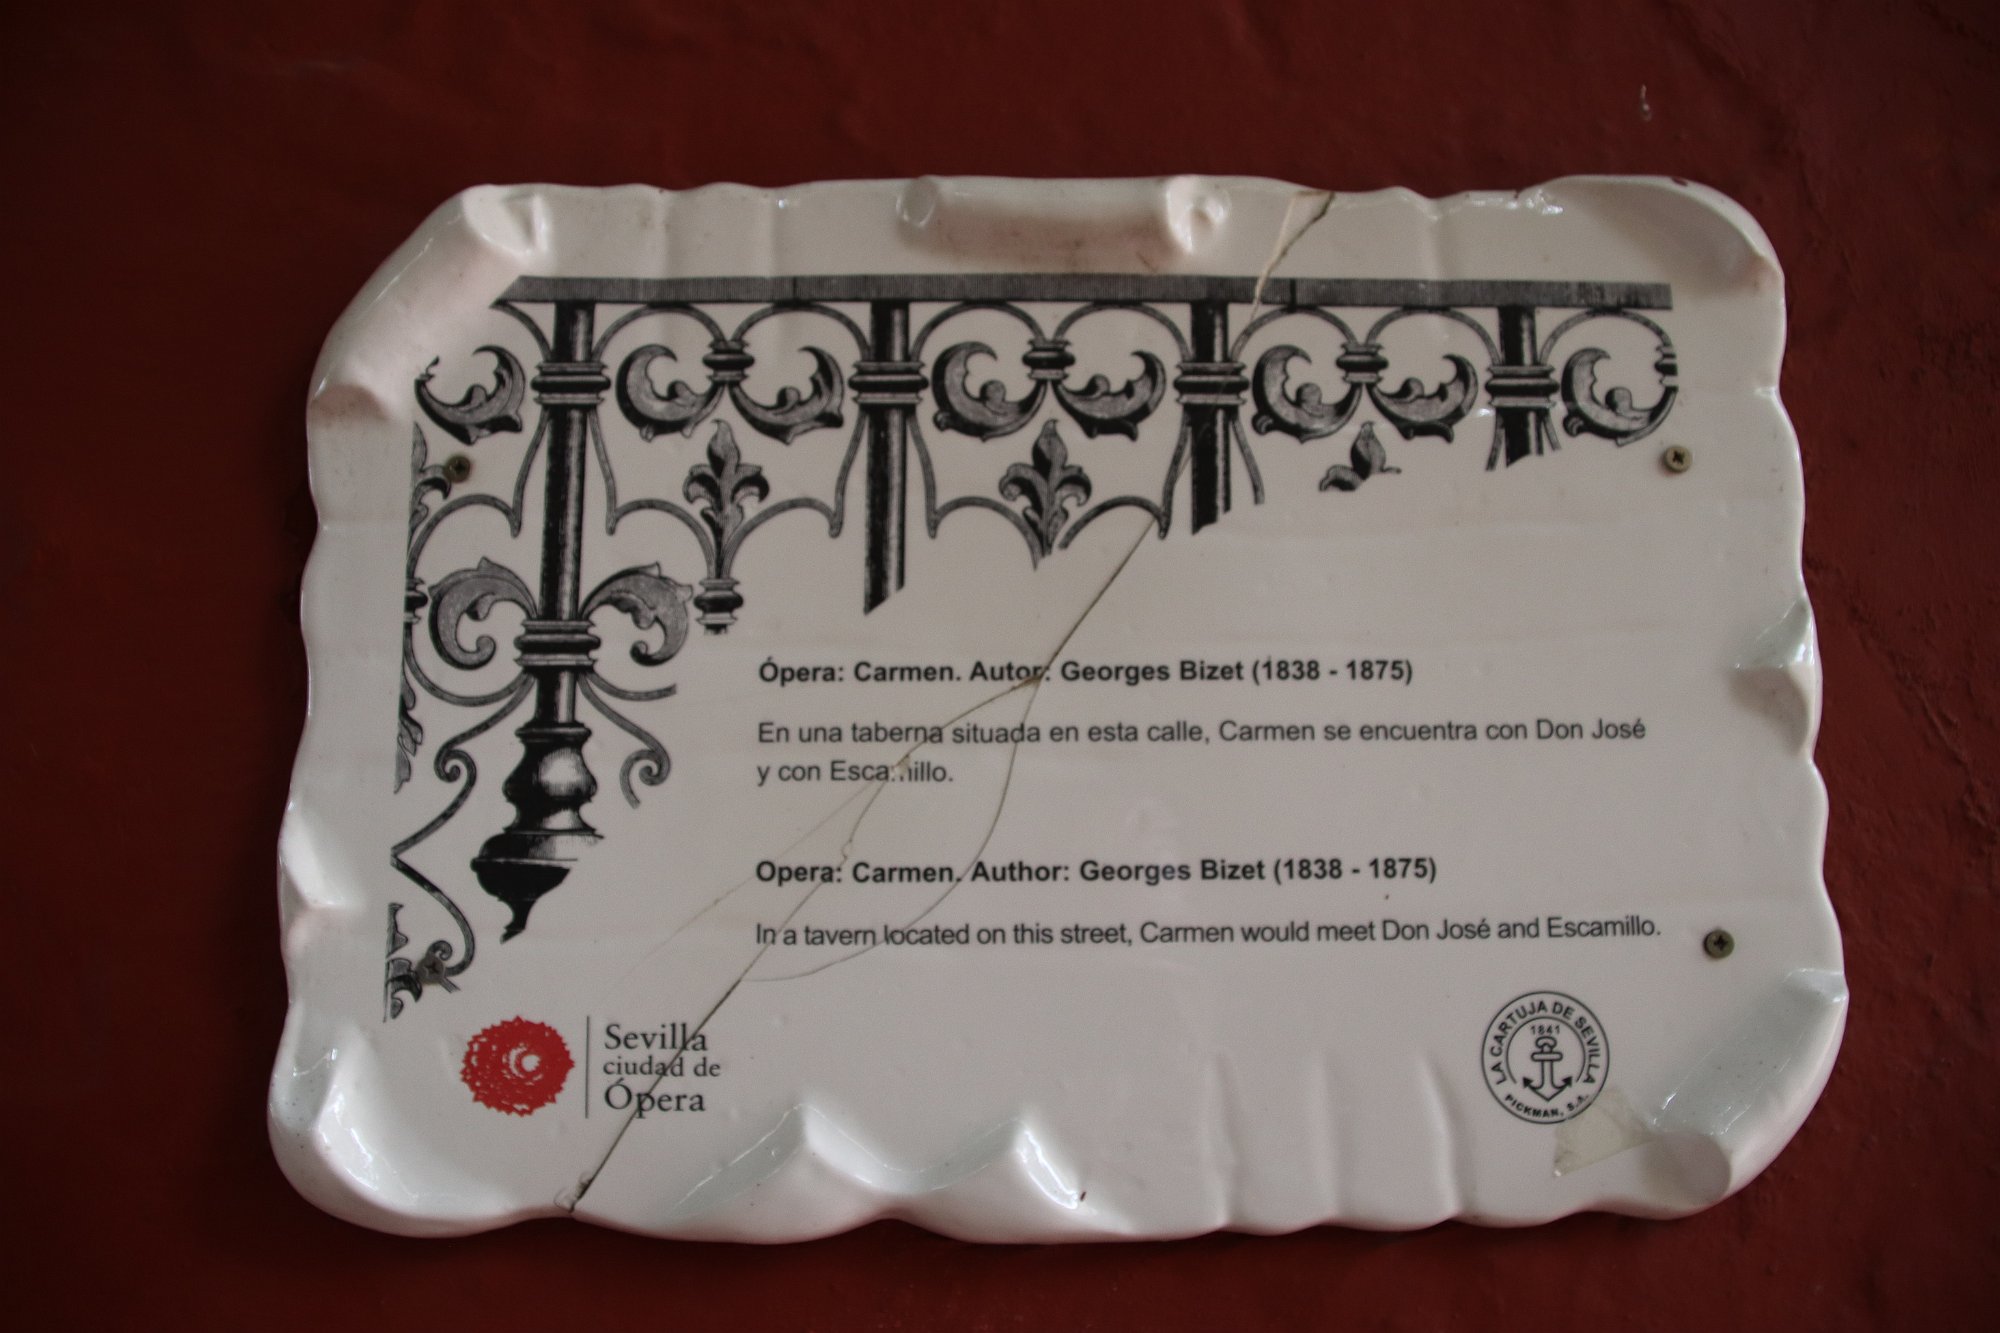 Ópera: Carmen. Autor: Georges Bizet (1838 - 1875)
En una taberna situada en esta calle, Carmen se encuentra con Don José
y con Escamillo.
Opera: Carmen. Author: Georges Bizet (1838 - 1875)
In a tavern located on this street, Carmen would meet Don José and Escamillo.
Sevilla
ciudad de
Ópera
LA CARTUJA DE SEVILLA
1841
PICKMAN, S.A.